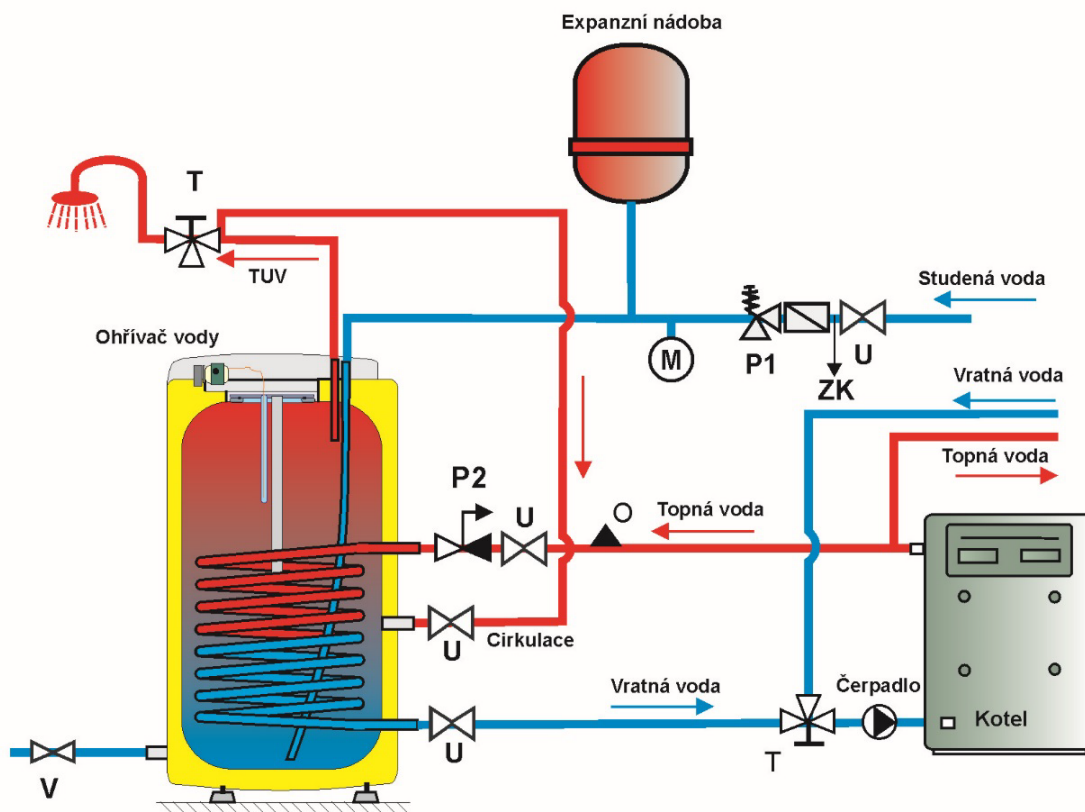 Expanzní nádoba
T
TUV
Studená voda
Ohřívač vody
M
P1
U
ZK
Vratná voda
Topná voda
P2
U
O
Topná voda
U
Cirkulace
Vratná voda
Čerpadlo
Kotel
U
T
V